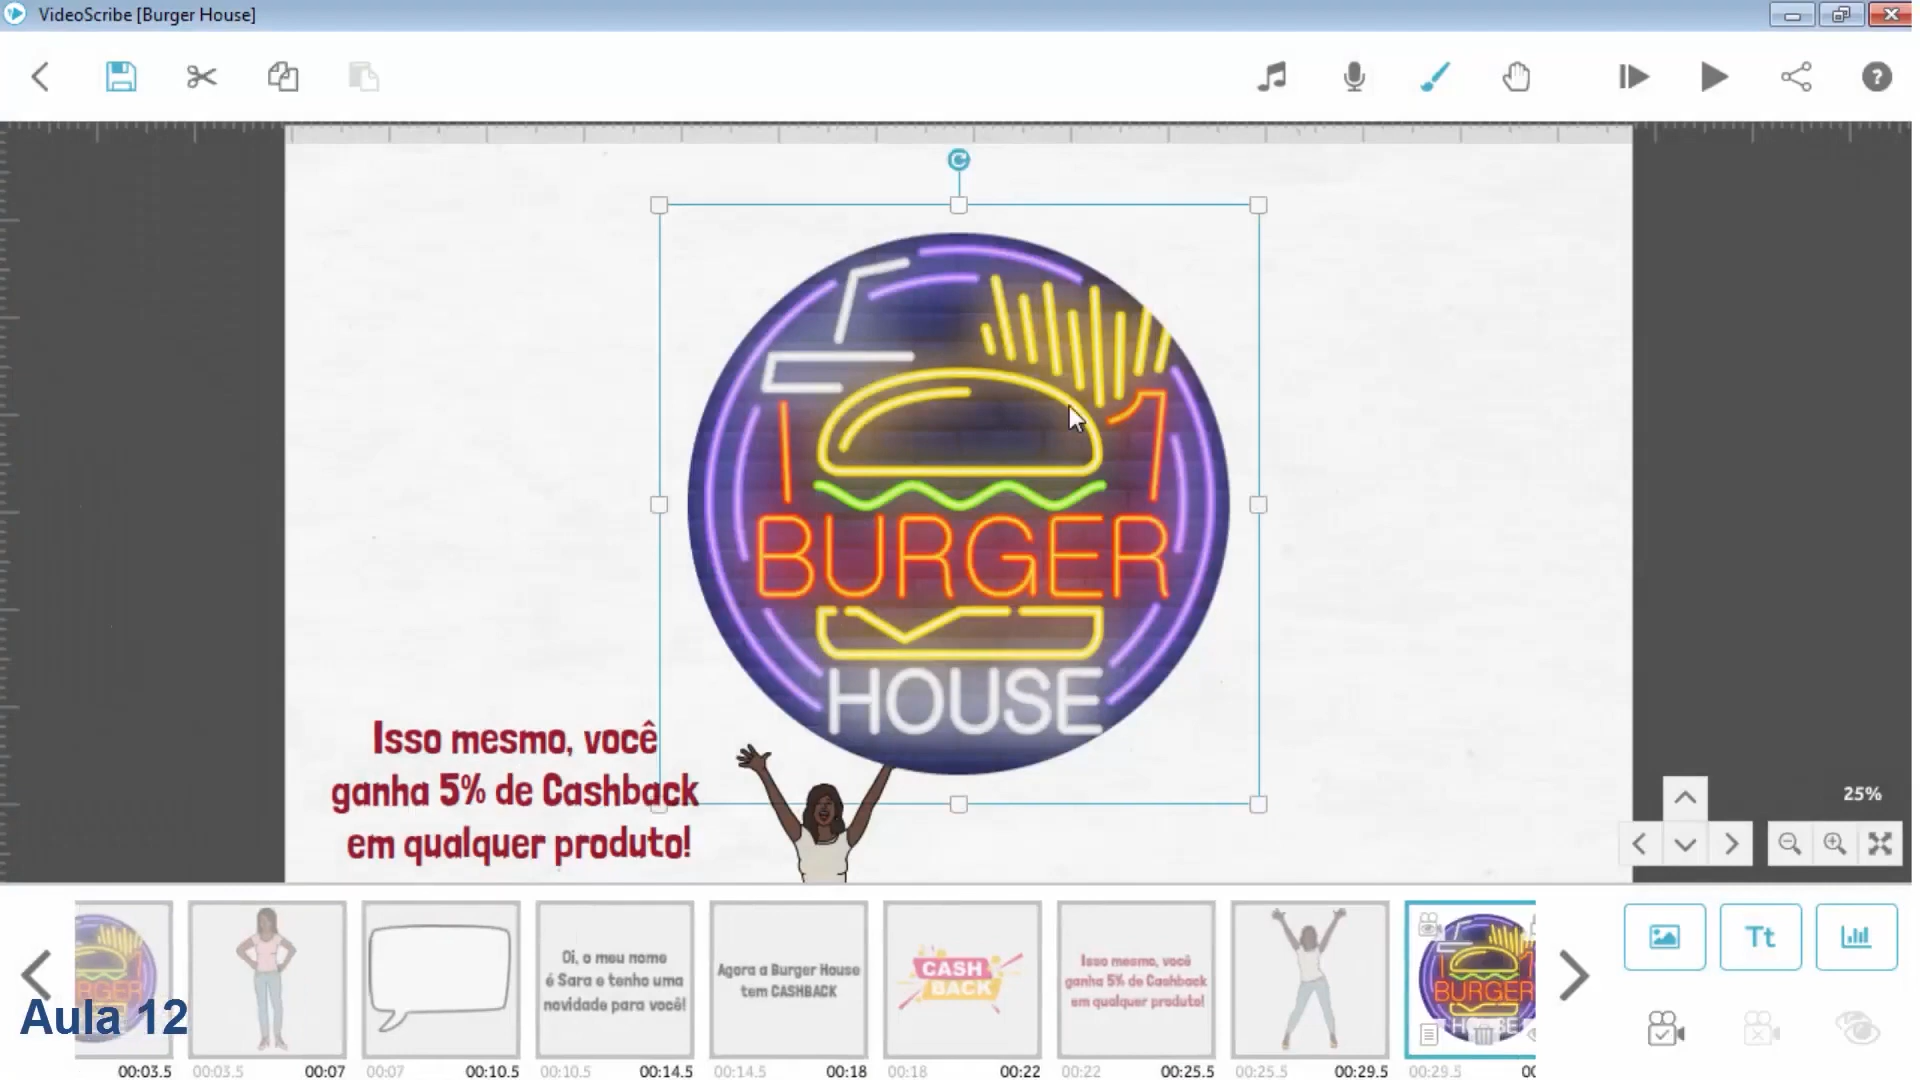 VideoScribe [Burger House]
BURGER
HOUSE
Isso mesmo, você
ganha 5% de Cashback
em qualquer produto!
25%
Oi, o meu nome
é Sara e tenho uma
novidade para você!
Agora a Burger House
tem CASHBACK
CASH
BACK
Isso mesmo, você
ganha 5% de Cashback
em qualquer produto!
BURGER
HOUSE
Tt
Aula 12
00:03.5
00:03.5 00:07
00:07 00:10.5
00:10.5 00:14.5
00:14.5 00:18
00:18 00:22
00:22 00:25.5
00:25.5 00:29.5
00:29.5